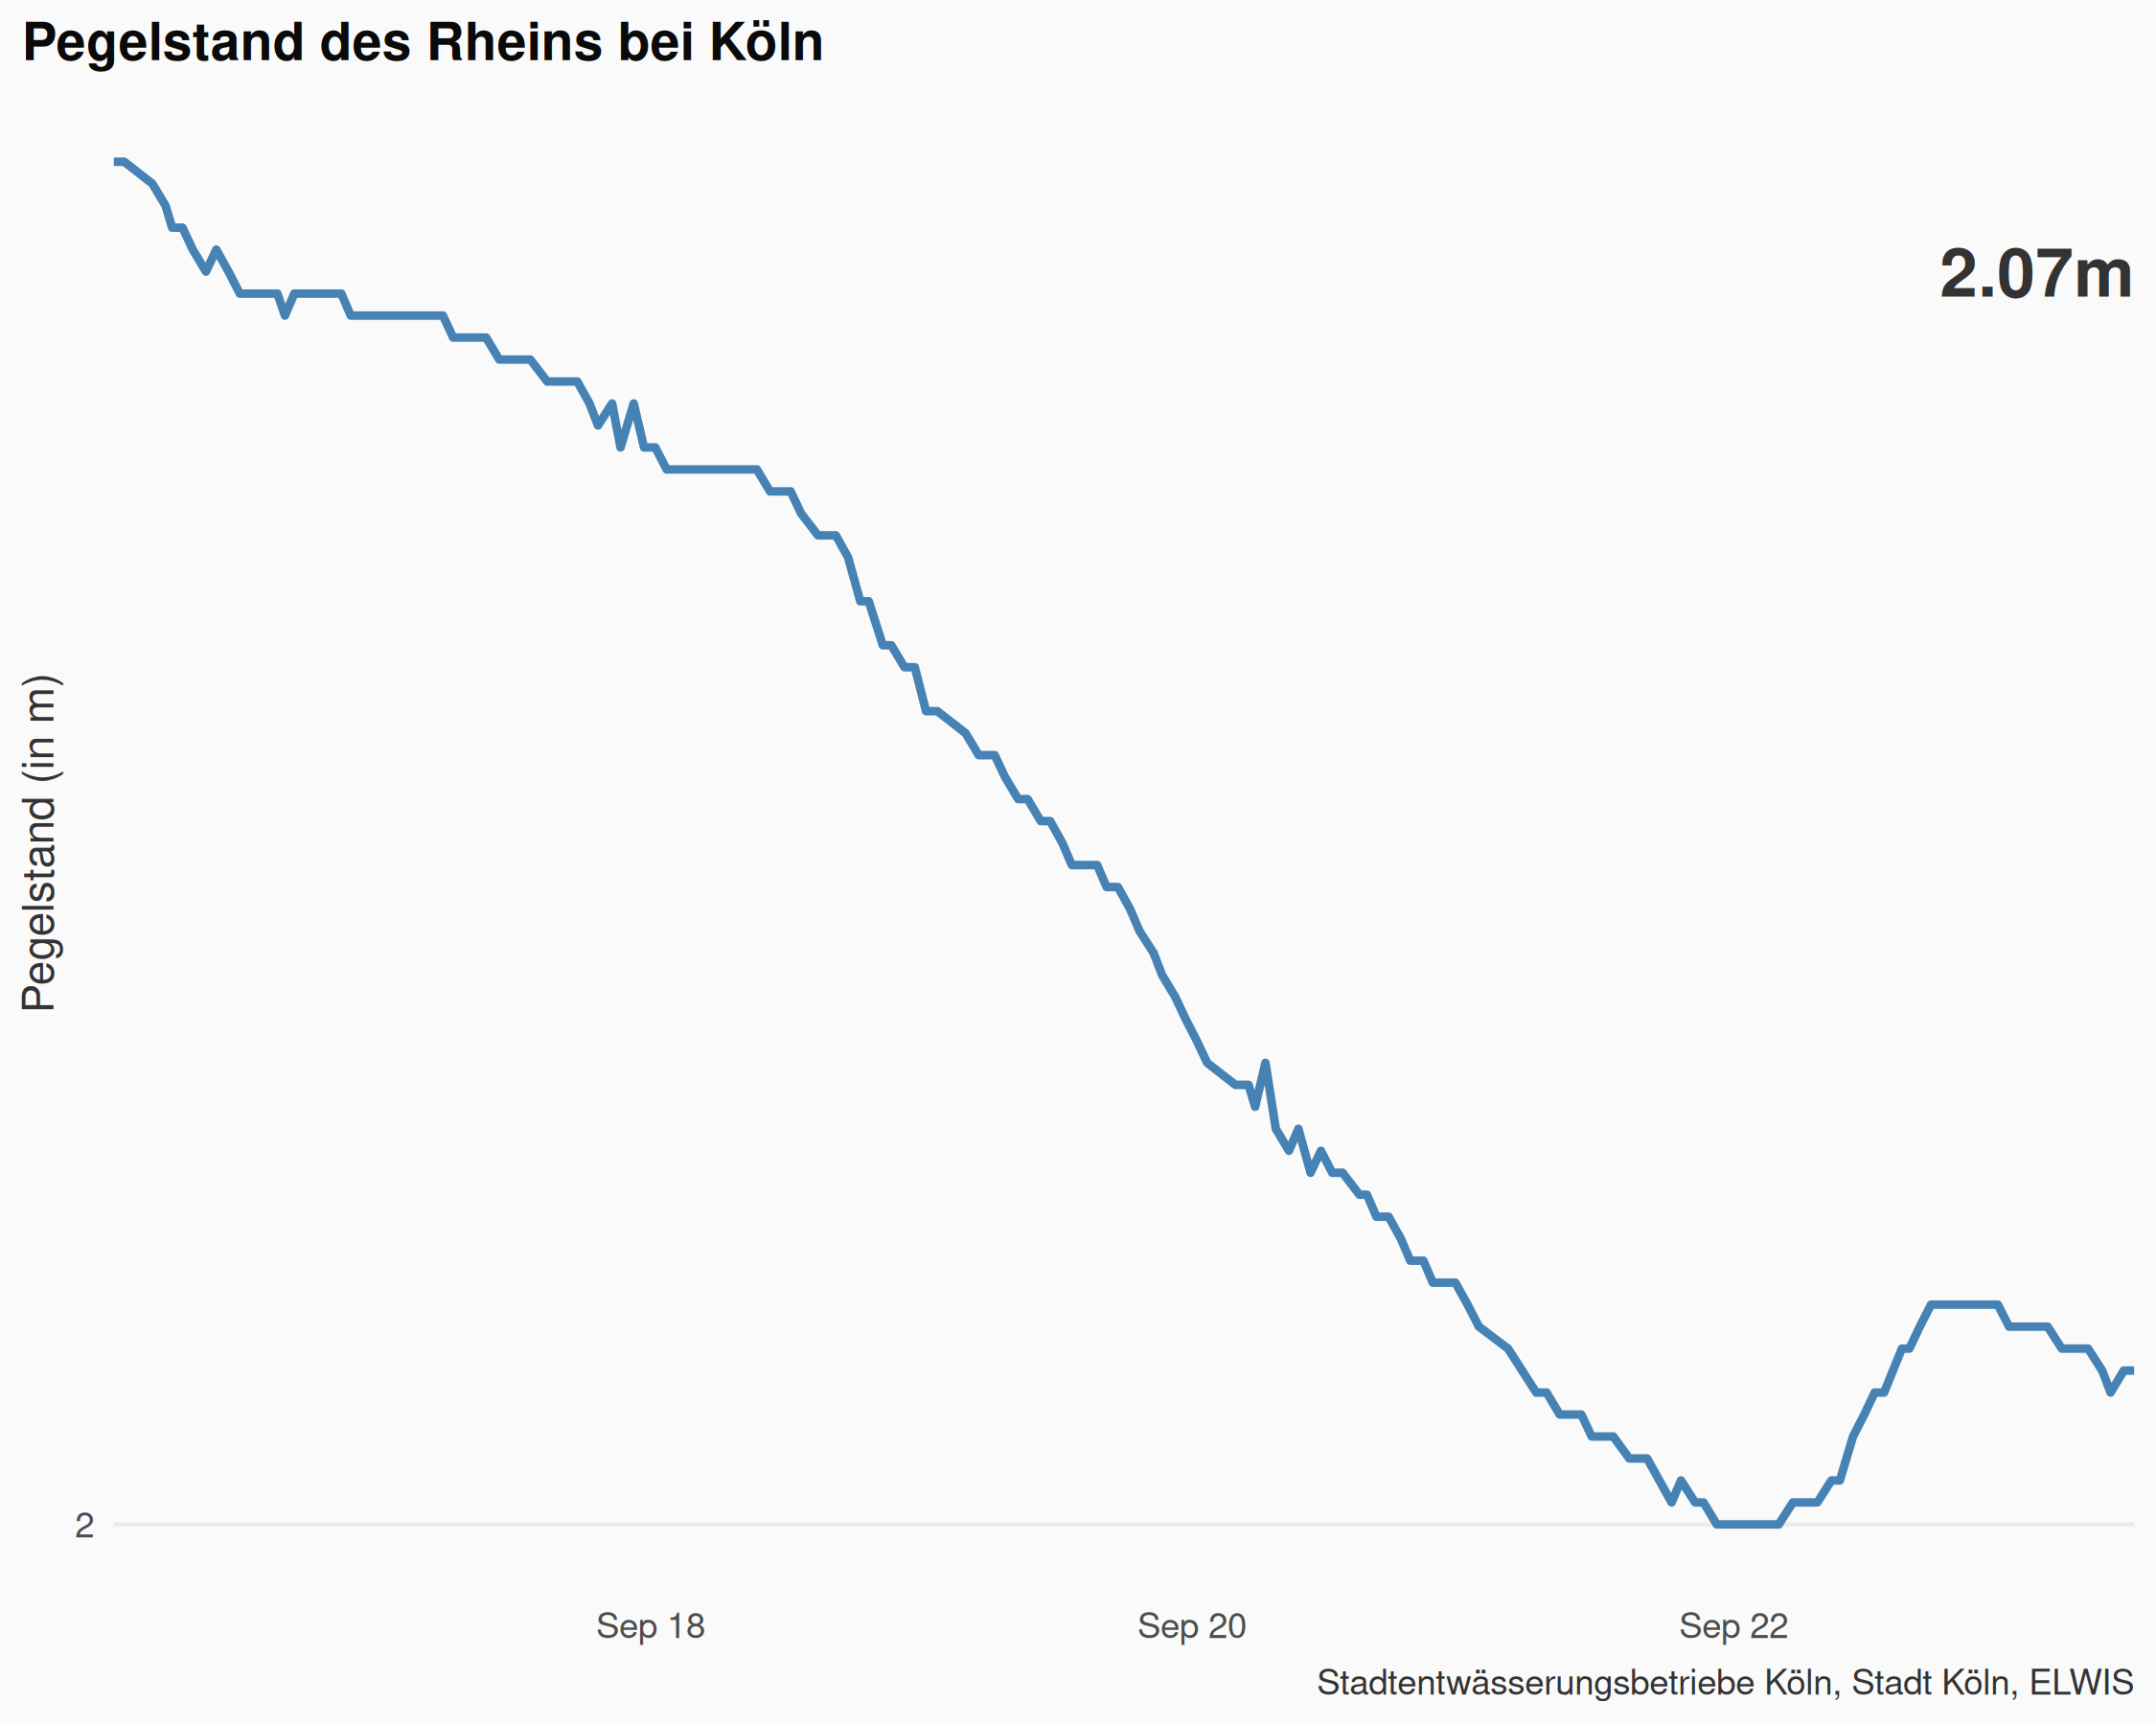 Pegelstand des Rheins bei Köln
2.07m
Pegelstand (in m)
2
Sep 18
Sep 20
Sep 22
Stadtentwässerungsbetriebe Köln, Stadt Köln, ELWIS